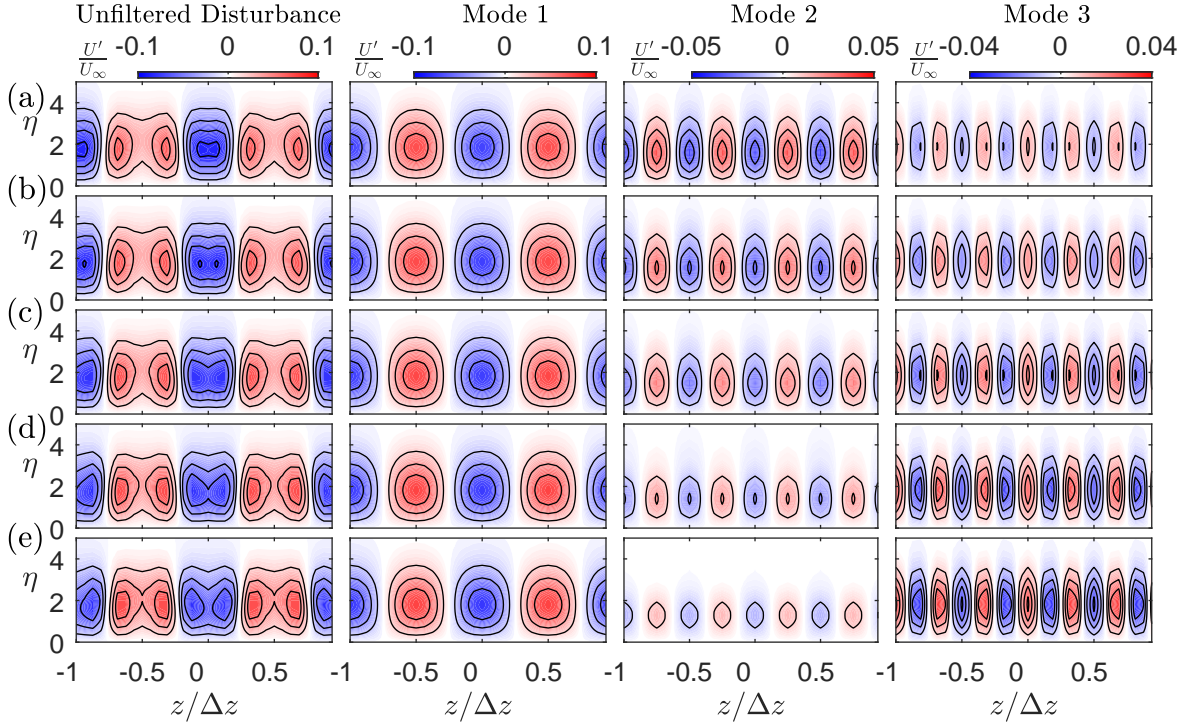 Unfiltered Disturbance Mode 1 Mode 2 Mode 3
U′/U∞ -0.1 0 0.1 U′/U∞ -0.1 0 0.1 U′/U∞ -0.05 0 0.05 U′/U∞ -0.04 0 0.04
(a) η 4 2 0
(b) η 4 2 0
(c) η 4 2 0
(d) η 4 2 0
(e) η 4 2 0
-1 -0.5 0 0.5 -1 -0.5 0 0.5 -1 -0.5 0 0.5 -1 -0.5 0 0.5
z/Δz z/Δz z/Δz z/Δz